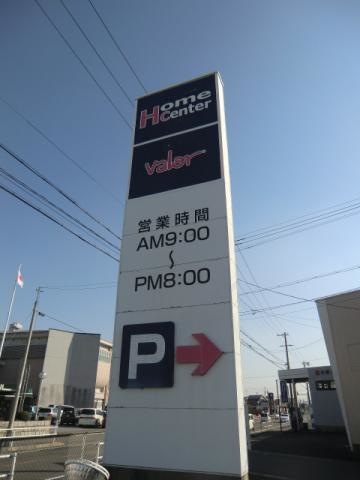 Home
Center
valor
営業時間
AM9:00
〜
PM8:00
P